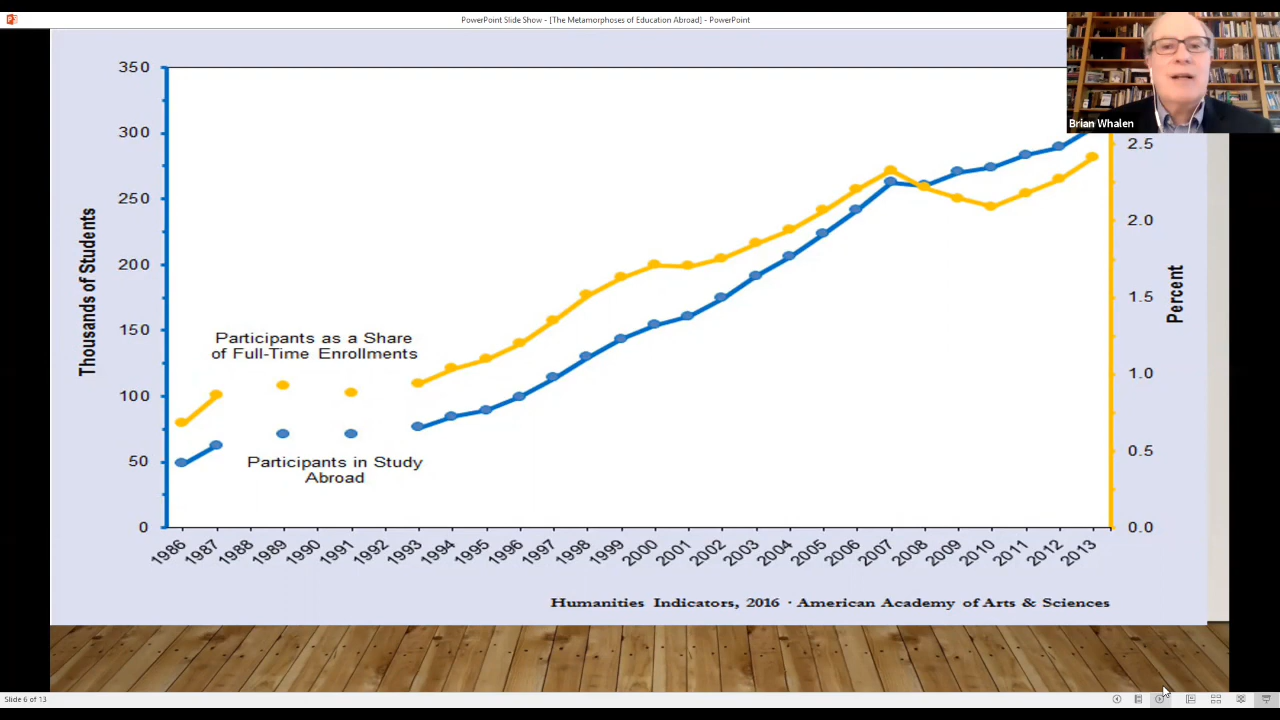 PowerPoint Slide Show - [The Metamorphoses of Education Abroad] - PowerPoint
Brian Whalen
350
300
250
200
150
100
50
0
Thousands of Students
2.5
2.0
1.5
1.0
0.5
0.0
Percent
Participants as a Share
of Full-Time Enrollments
Participants in Study
Abroad
1986 1987 1988 1989 1990 1991 1992 1993 1994 1995 1996 1997 1998 1999 2000 2001 2002 2003 2004 2005 2006 2007 2008 2009 2010 2011 2012 2013
Humanities Indicators, 2016 · American Academy of Arts & Sciences
Slide 6 of 13